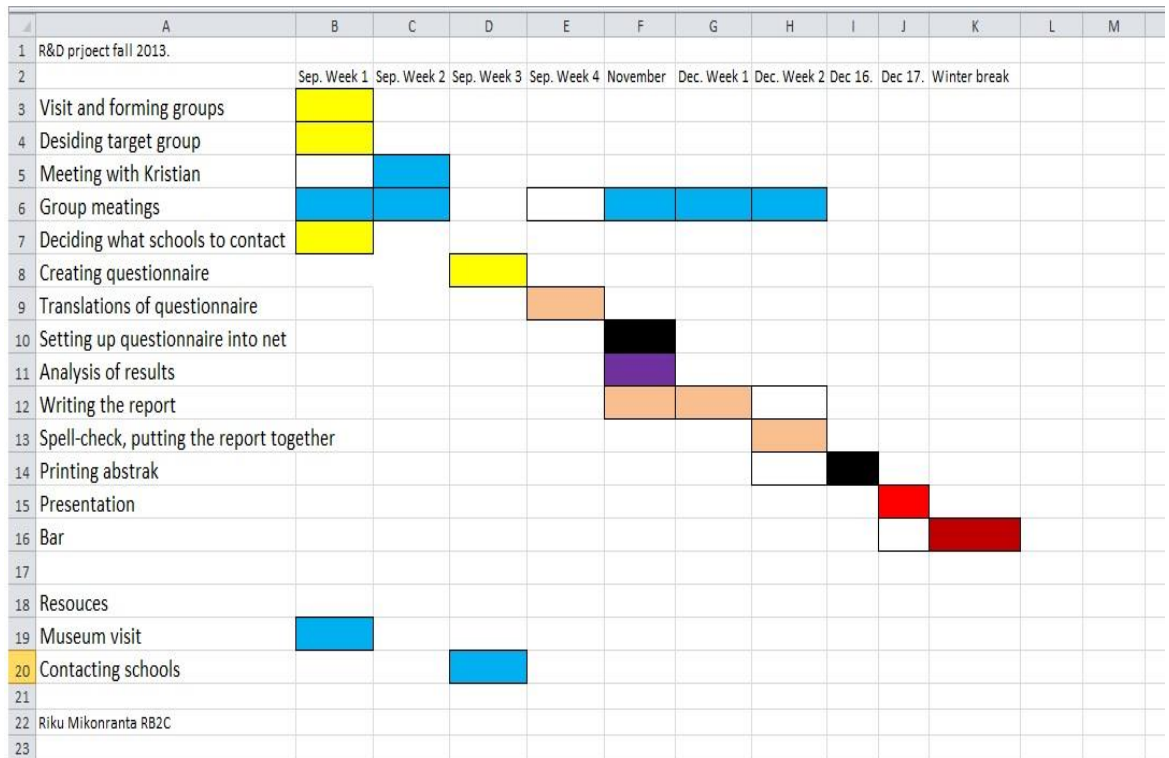 A B C D E F G H I J K L M
1 R&D prjoect fall 2013.
2 Sep. Week 1 Sep. Week 2 Sep. Week 3 Sep. Week 4 November Dec. Week 1 Dec. Week 2 Dec 16. Dec 17. Winter break
3 Visit and forming groups
4 Desiding target group
5 Meeting with Kristian
6 Group meatings
7 Deciding what schools to contact
8 Creating questionnaire
9 Translations of questionnaire
10 Setting up questionnaire into net
11 Analysis of results
12 Writing the report
13 Spell-check, putting the report together
14 Printing abstrak
15 Presentation
16 Bar
17
18 Resouces
19 Museum visit
20 Contacting schools
21
22 Riku Mikonranta RB2C
23